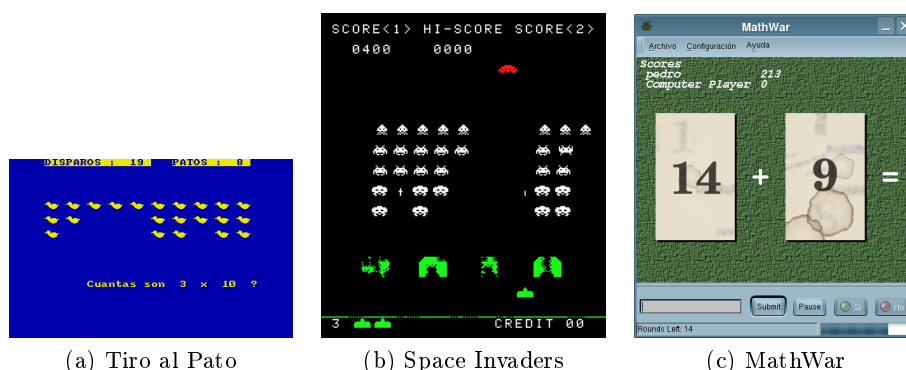 DISPAROS : 19 PATOS : 8
Cuantas son 3 x 10 ?
(a) Tiro al Pato
SCORE<1> HI-SCORE SCORE<2>
0400 0000
3 CREDIT 00
(b) Space Invaders
MathWar
Archivo Configuración Ayuda
Scores
pedro 213
Computer Player 0
14 + 9 =
Submit Pause Sí No
Rounds Left: 14
(c) MathWar